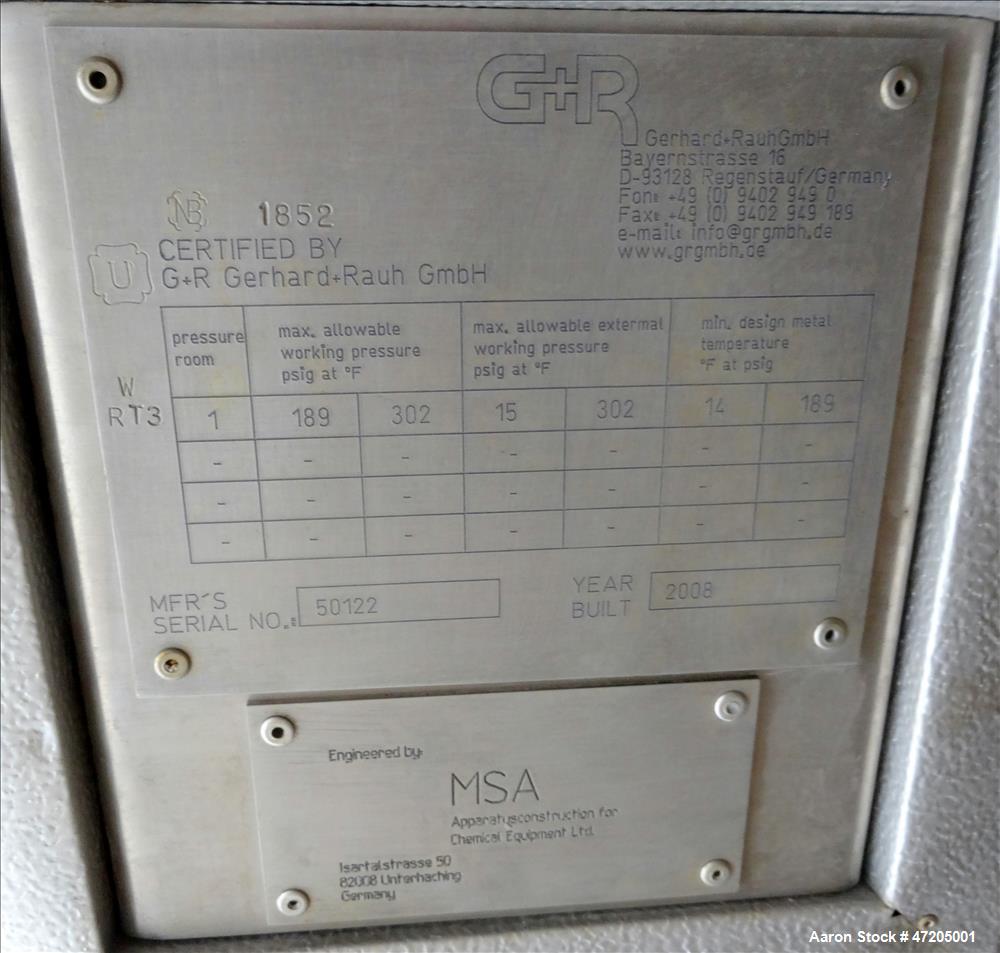 G+R
Gerhard+RauhGmbH
Bayernstrasse 16
D-93128 Regenstauf/Germany
Fon: +49 (0) 9402 949 0
Fax: +49 (0) 9402 949 189
e-mail: info@grgmbh.de
www.grgmbh.de
NB 1852
U CERTIFIED BY
G+R Gerhard+Rauh GmbH
W
RT3
pressure room
max. allowable working pressure psig at °F
max. allowable extermal working pressure psig at °F
min. design metal temperature °F at psig
1 189 302 15 302 14 189
- - - - - - -
- - - - - - -
- - - - - - -
MFR´S
SERIAL NO.: 50122
YEAR
BUILT 2008
Engineered by:
MSA
Apparatusconstruction for
Chemical Equipment Ltd.
Isartalstrasse 50
82008 Unterhaching
Germany
Aaron Stock # 47205001